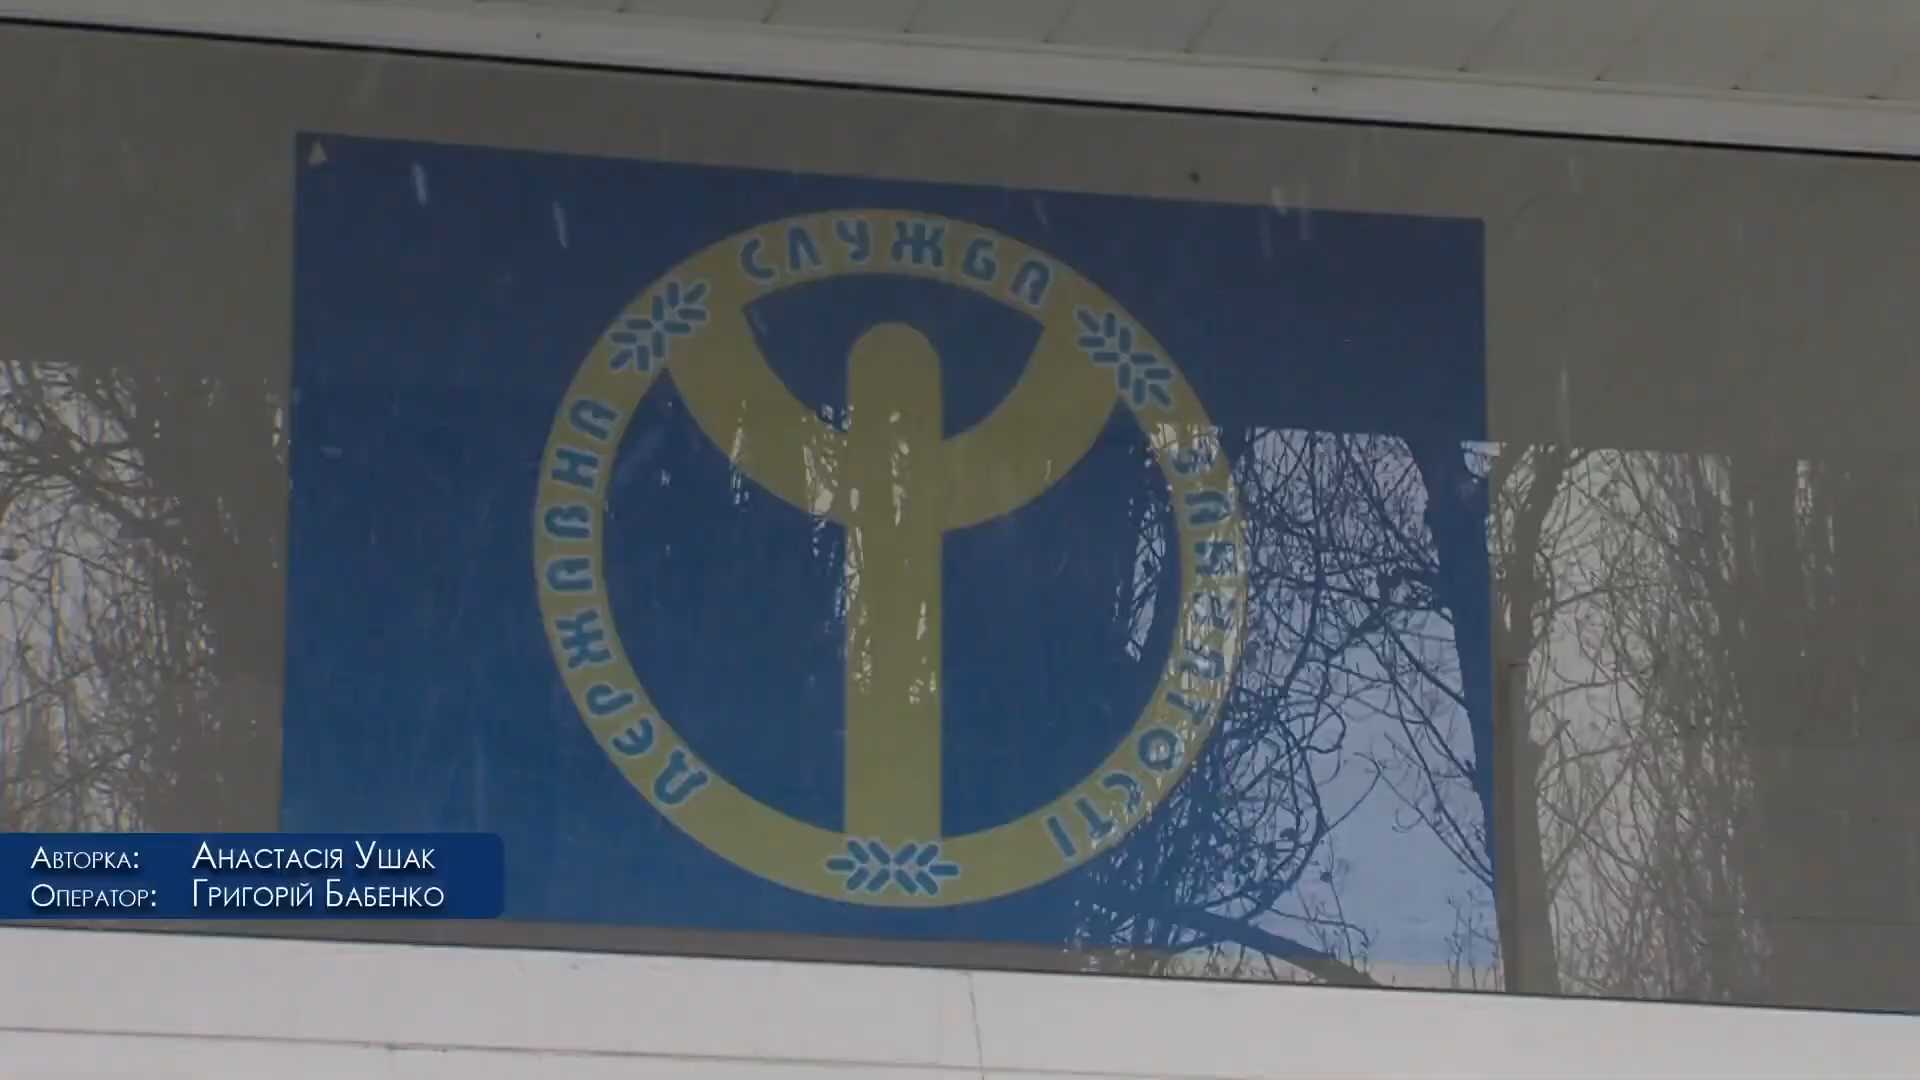 ДЕРЖАВНА СЛУЖБА ЗАЙНЯТОСТІ
АВТОРКА: АНАСТАСІЯ УШАК
ОПЕРАТОР: ГРИГОРІЙ БАБЕНКО